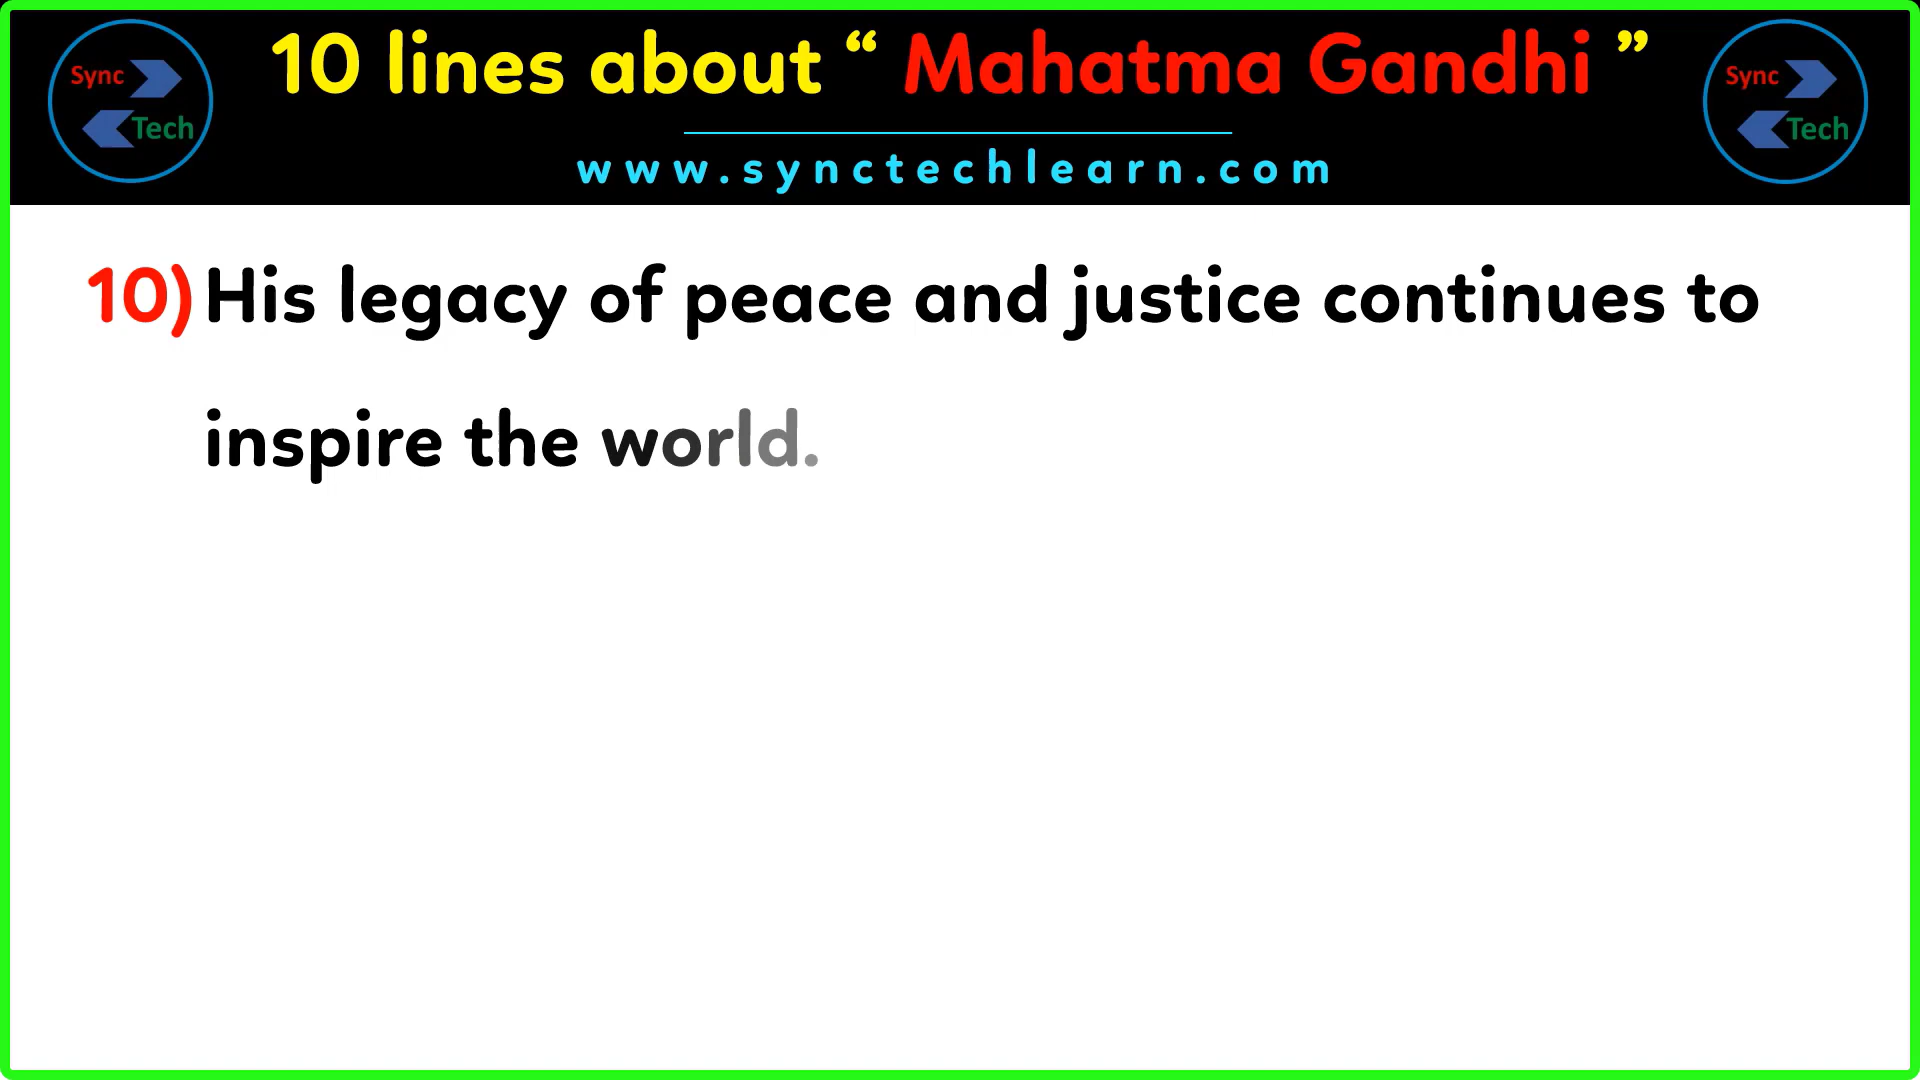 Sync
Tech
10 lines about “ Mahatma Gandhi ”
www.synctechlearn.com
Sync
Tech
10) His legacy of peace and justice continues to
inspire the world.